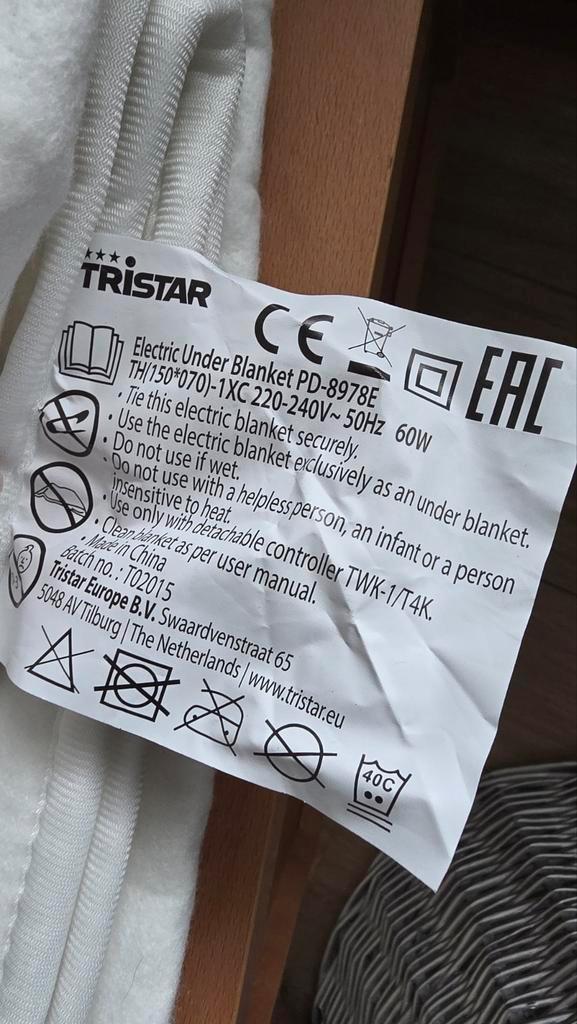 TRiSTAR
CE
EAC
Electric Under Blanket PD-8978E
TH(150*070)-1XC 220-240V~ 50Hz 60W
· Tie this electric blanket securely.
· Use the electric blanket exclusively as an under blanket.
· Do not use if wet.
· Do not use with a helpless person, an infant or a person
insensitive to heat.
· Use only with detachable controller TWK-1/T4K.
· Clean blanket as per user manual.
· Made in China
Batch no.: T02015
Tristar Europe B.V. Swaardvenstraat 65
5048 AV Tilburg | The Netherlands | www.tristar.eu
40C